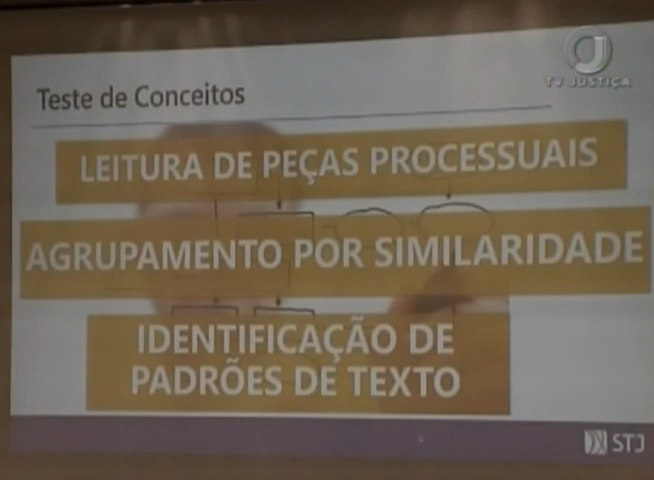 TV JUSTIÇA
Teste de Conceitos
LEITURA DE PEÇAS PROCESSUAIS
AGRUPAMENTO POR SIMILARIDADE
IDENTIFICAÇÃO DE
PADRÕES DE TEXTO
STJ